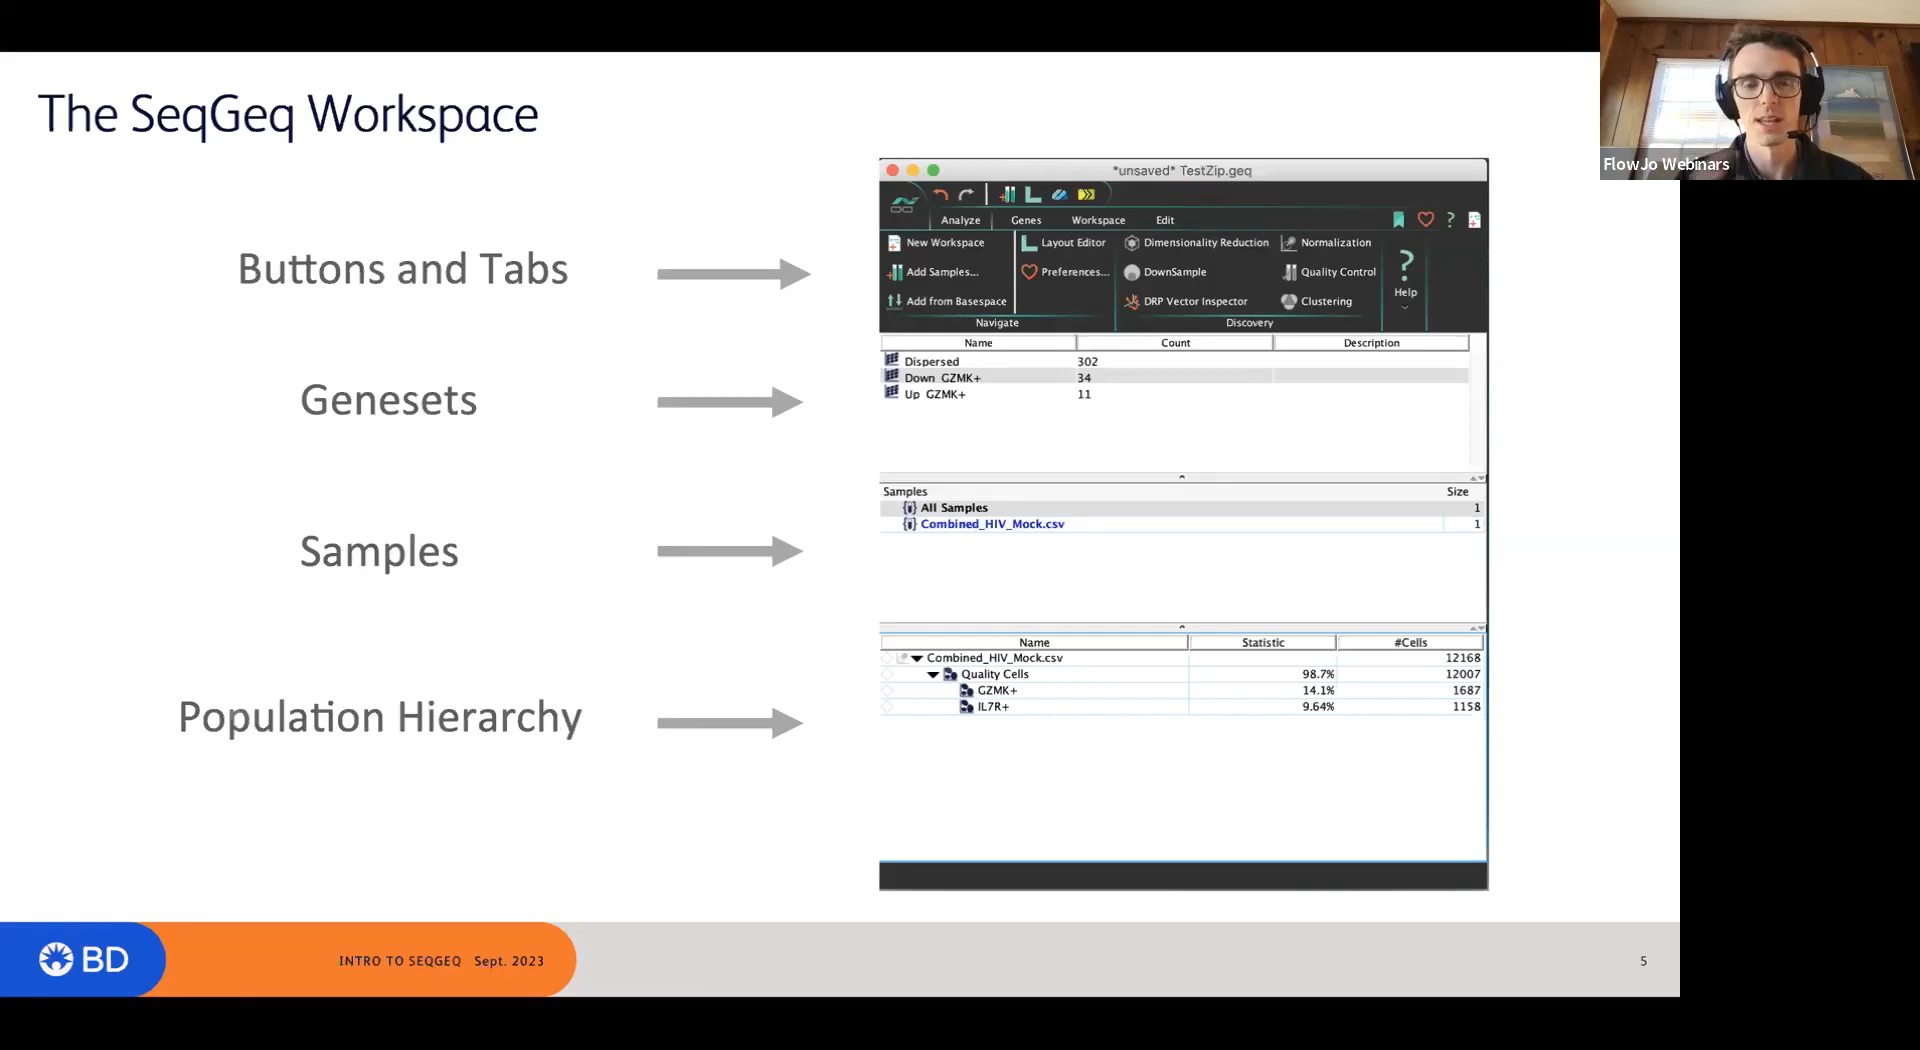 The SeqGeq Workspace
FlowJo Webinars
Buttons and Tabs
Genesets
Samples
Population Hierarchy
*unsaved* TestZip.geq
Analyze Genes Workspace Edit
New Workspace Layout Editor Dimensionality Reduction Normalization
Add Samples... Preferences... DownSample Quality Control
Add from Basespace DRP Vector Inspector Clustering
? Help
Navigate Discovery
Name Count Description
Dispersed 302
Down_GZMK+ 34
Up_GZMK+ 11
Samples Size
All Samples 1
Combined_HIV_Mock.csv 1
Name Statistic #Cells
Combined_HIV_Mock.csv 12168
Quality Cells 98.7% 12007
GZMK+ 14.1% 1687
IL7R+ 9.64% 1158
BD
INTRO TO SEQGEQ Sept. 2023
5